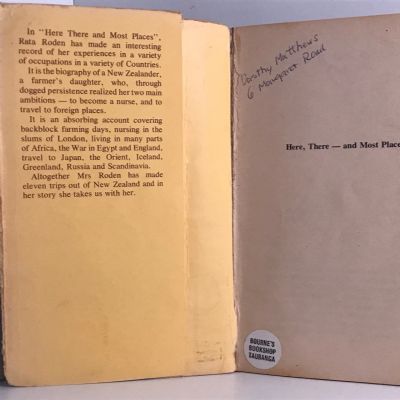 In "Here There and Most Places",
Rata Roden has made an interesting
record of her experiences in a variety
of occupations in a variety of Countries.
It is the biography of a New Zealander,
a farmer's daughter, who, through
dogged persistence realized her two main
ambitions — to become a nurse, and to
travel to foreign places.
It is an absorbing account covering
backblock farming days, nursing in the
slums of London, living in many parts
of Africa, the War in Egypt and England,
travel to Japan, the Orient, Iceland,
Greenland, Russia and Scandinavia.
Altogether Mrs Roden has made
eleven trips out of New Zealand and in
her story she takes us with her.
Dorothy Matthews
6 Road
Here, There — and Most Place
BOURNE'S
BOOKSHOP
TAURANGA